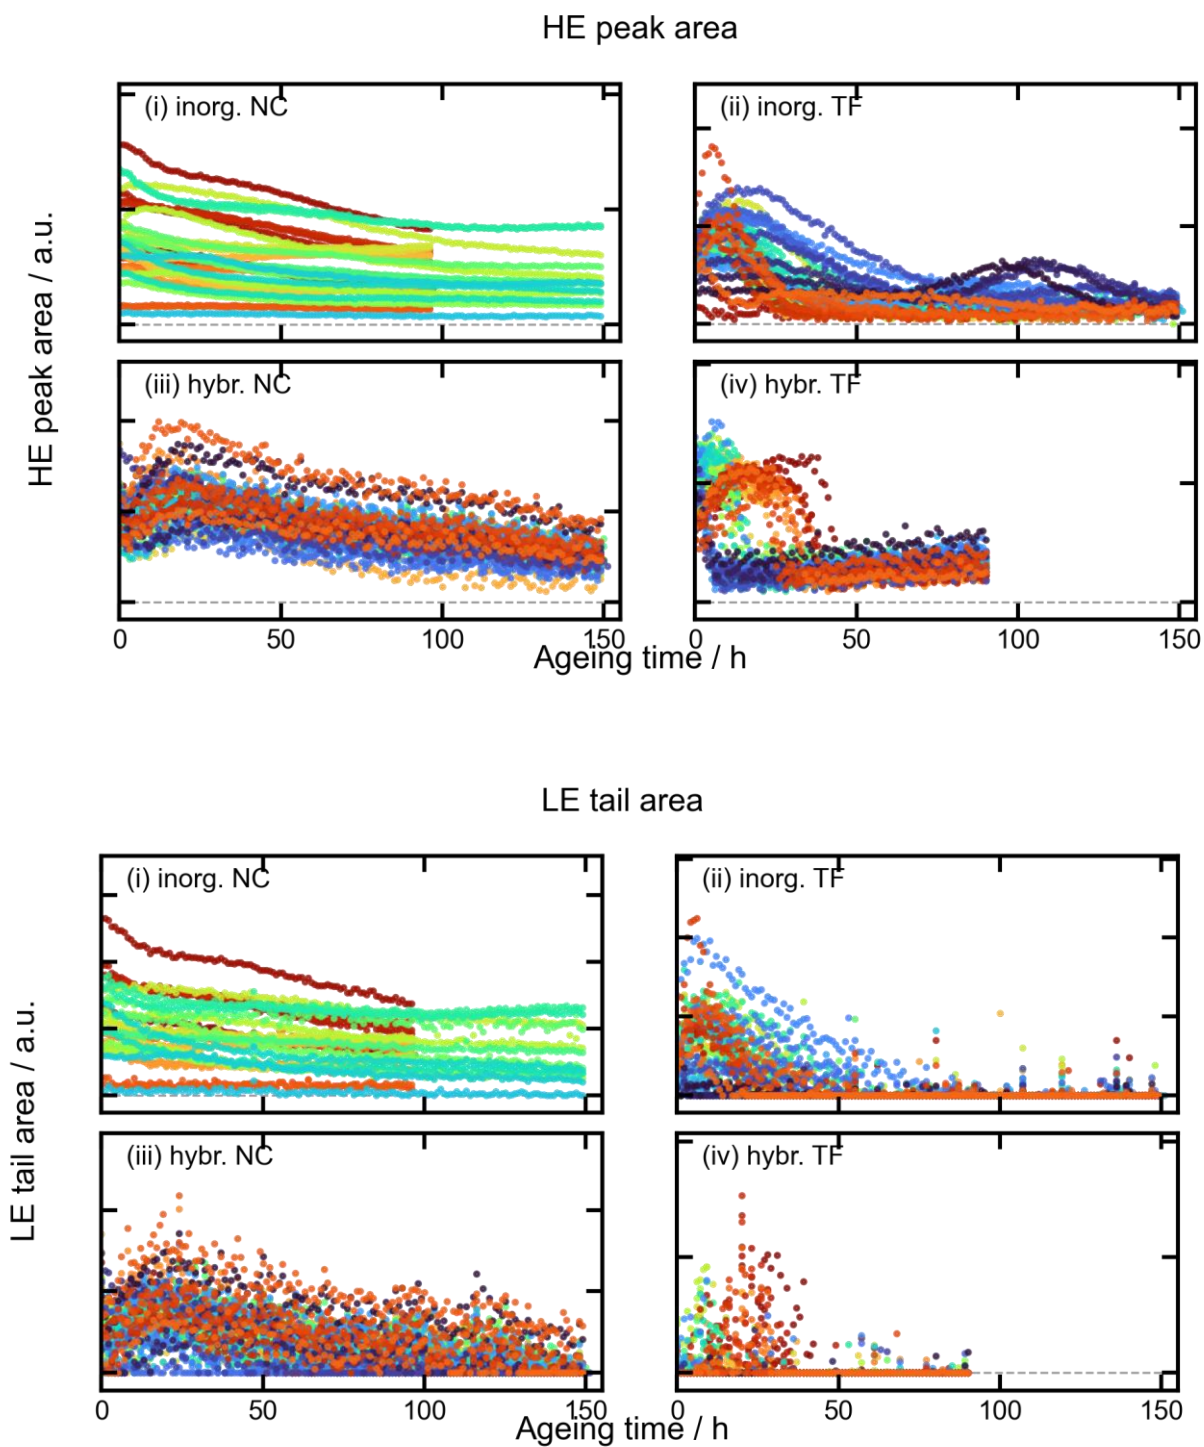 HE peak area
(i) inorg. NC
(ii) inorg. TF
(iii) hybr. NC
(iv) hybr. TF
HE peak area / a.u.
0 50 100 150
0 50 100 150
Ageing time / h
LE tail area
(i) inorg. NC
(ii) inorg. TF
(iii) hybr. NC
(iv) hybr. TF
LE tail area / a.u.
0 50 100 150
0 50 100 150
Ageing time / h